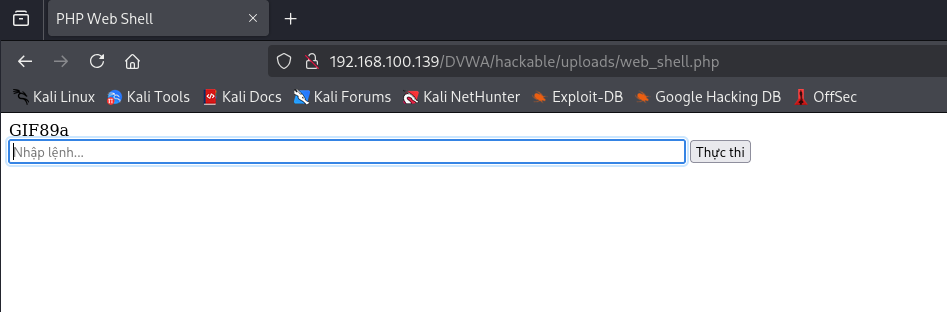 PHP Web Shell
192.168.100.139/DVWA/hackable/uploads/web_shell.php
Kali Linux Kali Tools Kali Docs Kali Forums Kali NetHunter Exploit-DB Google Hacking DB OffSec
GIF89a
Nhập lệnh... Thực thi